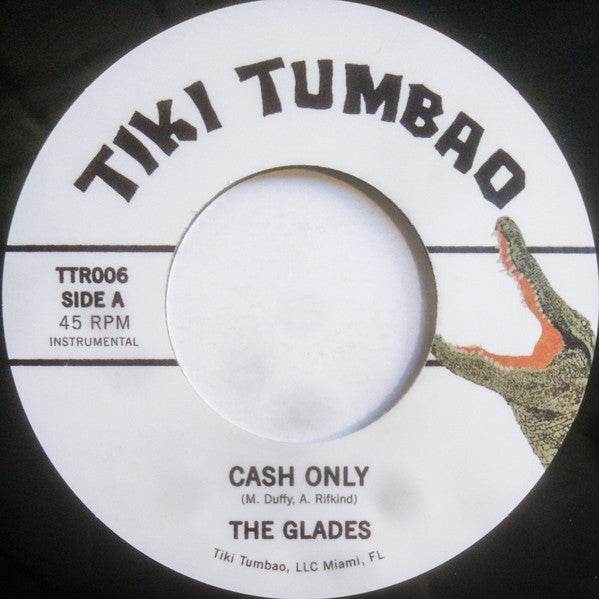 TIKI TUMBAO
TTR006
SIDE A
45 RPM
INSTRUMENTAL
CASH ONLY
(M. Duffy, A. Rifkind)
THE GLADES
Tiki Tumbao, LLC Miami, FL